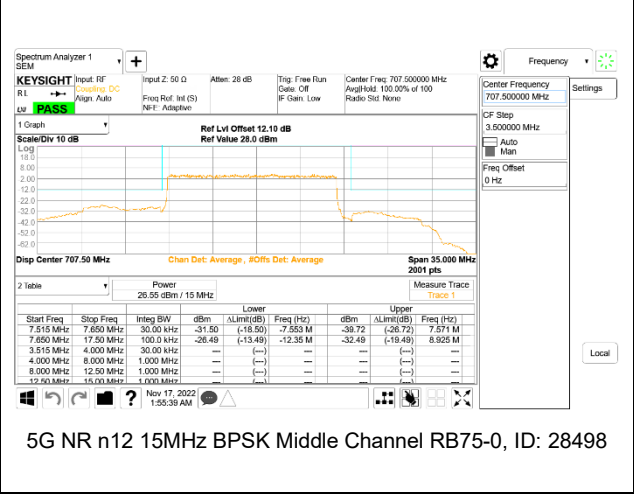 Spectrum Analyzer 1
SEM
+
Frequency
KEYSIGHT Input: RF Input Z: 50 Ω Atten: 28 dB Trig: Free Run Center Freq: 707.500000 MHz
RL Coupling: DC Gate: Off Avg|Hold: 100.00% of 100
Align: Auto Freq Ref: Int (S) IF Gain: Low Radio Std: None
LW PASS NFE: Adaptive
Center Frequency
707.500000 MHz
Settings
CF Step
3.500000 MHz
Auto
Man
Freq Offset
0 Hz
1 Graph
Scale/Div 10 dB
Ref Lvl Offset 12.10 dB
Ref Value 28.0 dBm
Log
18.0
8.00
-2.00
-12.0
-22.0
-32.0
-42.0
-52.0
-62.0
Disp Center 707.50 MHz Chan Det: Average , #Offs Det: Average Span 35.000 MHz
2001 pts
2 Table
Power
26.55 dBm / 15 MHz
Measure Trace
Trace 1
Lower Upper
Start Freq Stop Freq Integ BW dBm ΔLimit(dB) Freq (Hz) dBm ΔLimit(dB) Freq (Hz)
7.515 MHz 7.650 MHz 30.00 kHz -31.50 (-18.50) -7.553 M -39.72 (-26.72) 7.571 M
7.650 MHz 17.50 MHz 100.0 kHz -26.49 (-13.49) -12.35 M -32.49 (-19.49) 8.925 M
3.515 MHz 4.000 MHz 30.00 kHz --- (---) --- --- (---) ---
4.000 MHz 8.000 MHz 1.000 MHz --- (---) --- --- (---) ---
8.000 MHz 12.50 MHz 1.000 MHz --- (---) --- --- (---) ---
12.50 MHz 15.00 MHz 1.000 MHz --- (---) --- --- (---) ---
Local
? Nov 17, 2022
1:55:39 AM
5G NR n12 15MHz BPSK Middle Channel RB75-0, ID: 28498